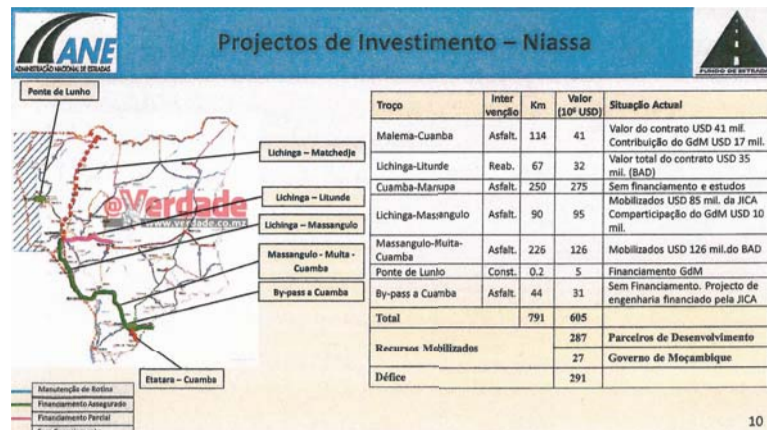 ANE
ADMINISTRAÇÃO NACIONAL DE ESTRADAS
Projectos de Investimento – Niassa
FUNDO DE ESTRADAS
Ponte de Lunho
Lichinga – Matchedje
Lichinga – Litunde
Lichinga – Massangulo
Massangulo - Muita - Cuamba
By-pass a Cuamba
Etatara – Cuamba
@Verdade
www.verdade.co.mz
Manutenção de Rotina
Financiamento Assegurado
Financiamento Parcial
Troço Inter venção Km Valor (10⁶ USD) Situação Actual
Malema-Cuanba Asfalt. 114 41 Valor do contrato USD 41 mil.
Contribuição do GdM USD 17 mil.
Lichinga-Liturde Reab. 67 32 Valor total do contrato USD 35
mil. (BAD)
Cuamba-Marrupa Asfalt. 250 275 Sem financiamento e estudos
Lichinga-Massangulo Asfalt. 90 95 Mobilizados USD 85 mil. da JICA
Comparticipação do GdM USD 10
mil.
Massangulo-Muita-
Cuamba Asfalt. 226 126 Mobilizados USD 126 mil.do BAD
Ponte de Lunho Const. 0.2 5 Financiamento GdM
By-pass a Cuamba Asfalt. 44 31 Sem Financiamento. Projecto de
engenharia financiado pela JICA
Total 791 605
Recursos Mobilizados 287 Parceiros de Desenvolvimento
27 Governo de Moçambique
Défice 291
10